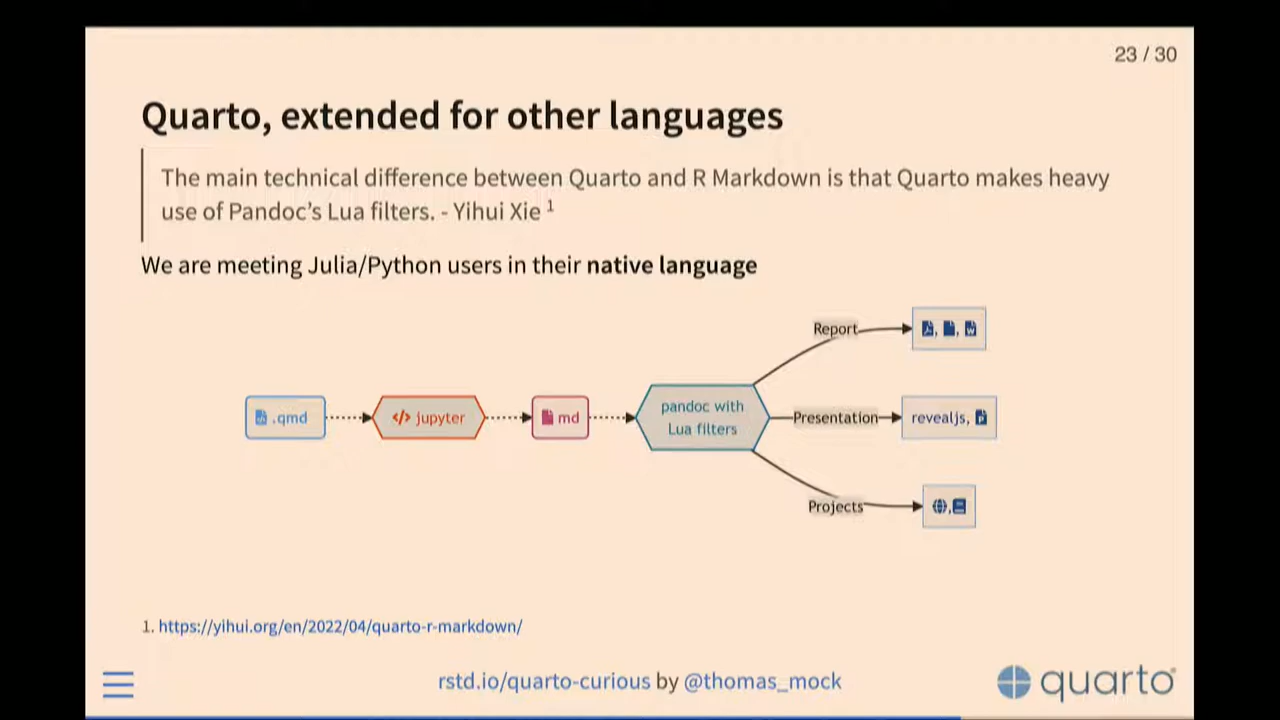 23 / 30
Quarto, extended for other languages
The main technical difference between Quarto and R Markdown is that Quarto makes heavy
use of Pandoc's Lua filters. - Yihui Xie 1
We are meeting Julia/Python users in their native language
Report
.qmd
</> jupyter
md
pandoc with
Lua filters
Presentation
revealjs,
Projects
1. https://yihui.org/en/2022/04/quarto-r-markdown/
rstd.io/quarto-curious by @thomas_mock
quarto